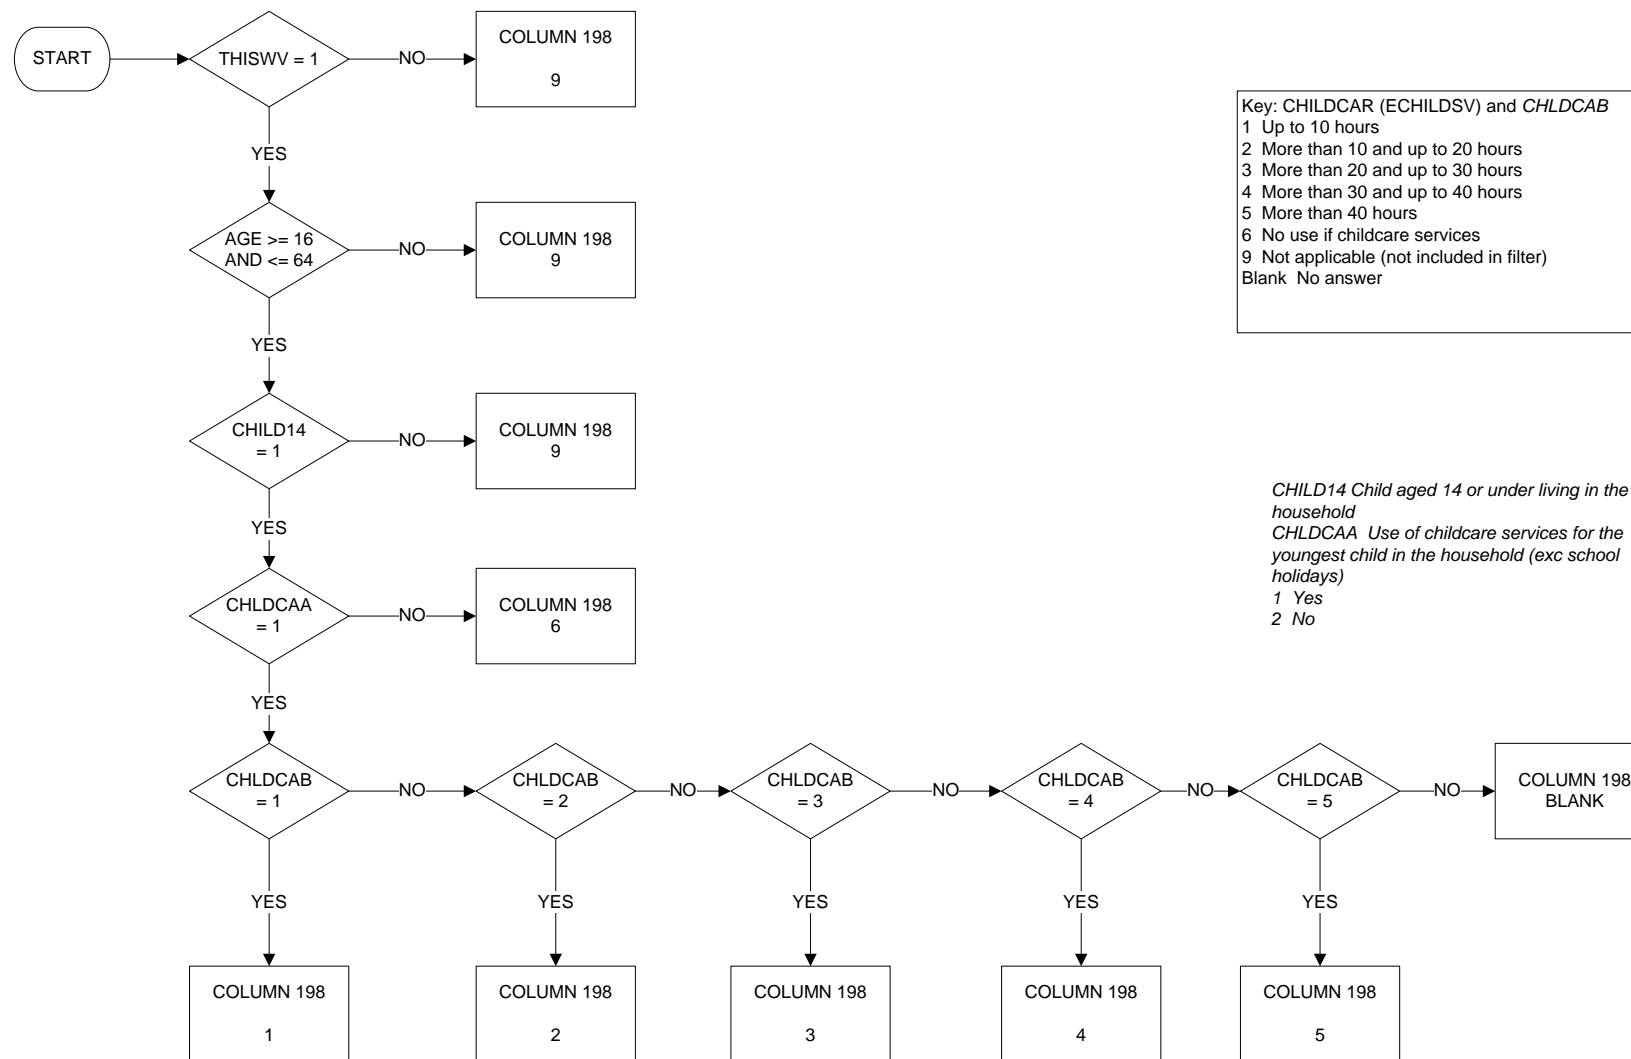 START
THISWV = 1
NO
COLUMN 198
9
YES
AGE >= 16
AND <= 64
NO
COLUMN 198
9
YES
CHILD14
= 1
NO
COLUMN 198
9
YES
CHLDCAA
= 1
NO
COLUMN 198
6
YES
CHLDCAB
= 1
NO
CHLDCAB
= 2
NO
CHLDCAB
= 3
NO
CHLDCAB
= 4
NO
CHLDCAB
= 5
NO
COLUMN 198
BLANK
YES
YES
YES
YES
YES
COLUMN 198
1
COLUMN 198
2
COLUMN 198
3
COLUMN 198
4
COLUMN 198
5
Key: CHILDCAR (ECHILDSV) and CHLDCAB
1 Up to 10 hours
2 More than 10 and up to 20 hours
3 More than 20 and up to 30 hours
4 More than 30 and up to 40 hours
5 More than 40 hours
6 No use if childcare services
9 Not applicable (not included in filter)
Blank No answer
CHILD14 Child aged 14 or under living in the
household
CHLDCAA Use of childcare services for the
youngest child in the household (exc school
holidays)
1 Yes
2 No